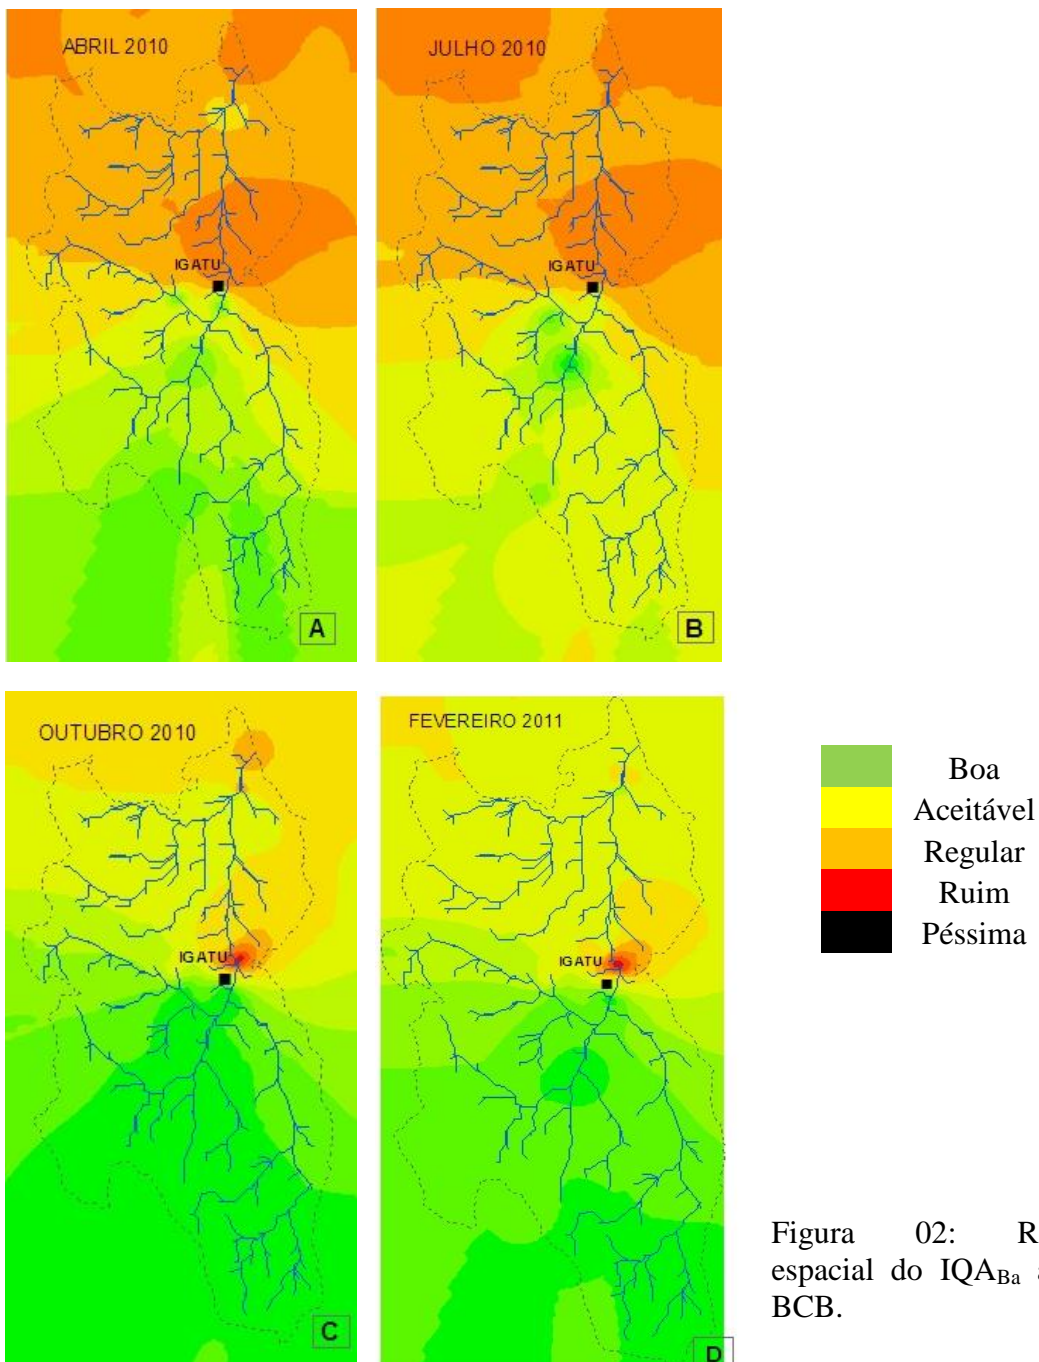 ABRIL 2010
IGATU
A
JULHO 2010
IGATU
B
OUTUBRO 2010
IGATU
C
FEVEREIRO 2011
IGATU
D
Boa
Aceitável
Regular
Ruim
Péssima
Figura 02:
espacial do IQABa
BCB.